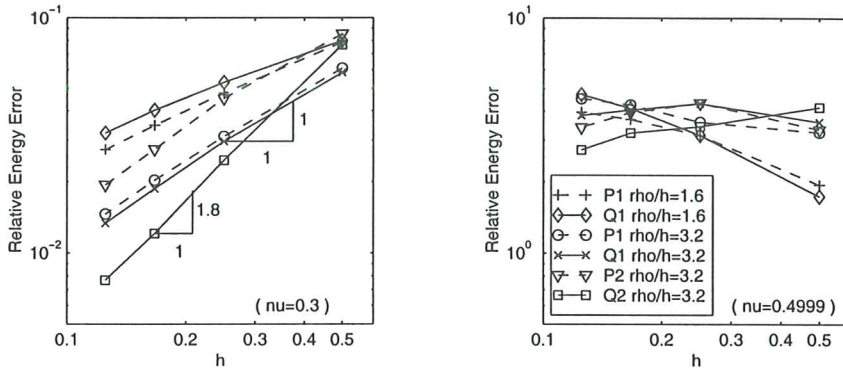 10^-1
Relative Energy Error
10^-2
1
1
1.8
1
( nu=0.3 )
0.1 0.2 0.3 0.4 0.5
h
10^1
Relative Energy Error
10^0
P1 rho/h=1.6
Q1 rho/h=1.6
P1 rho/h=3.2
Q1 rho/h=3.2
P2 rho/h=3.2
Q2 rho/h=3.2
( nu=0.4999)
0.1 0.2 0.3 0.4 0.5
h